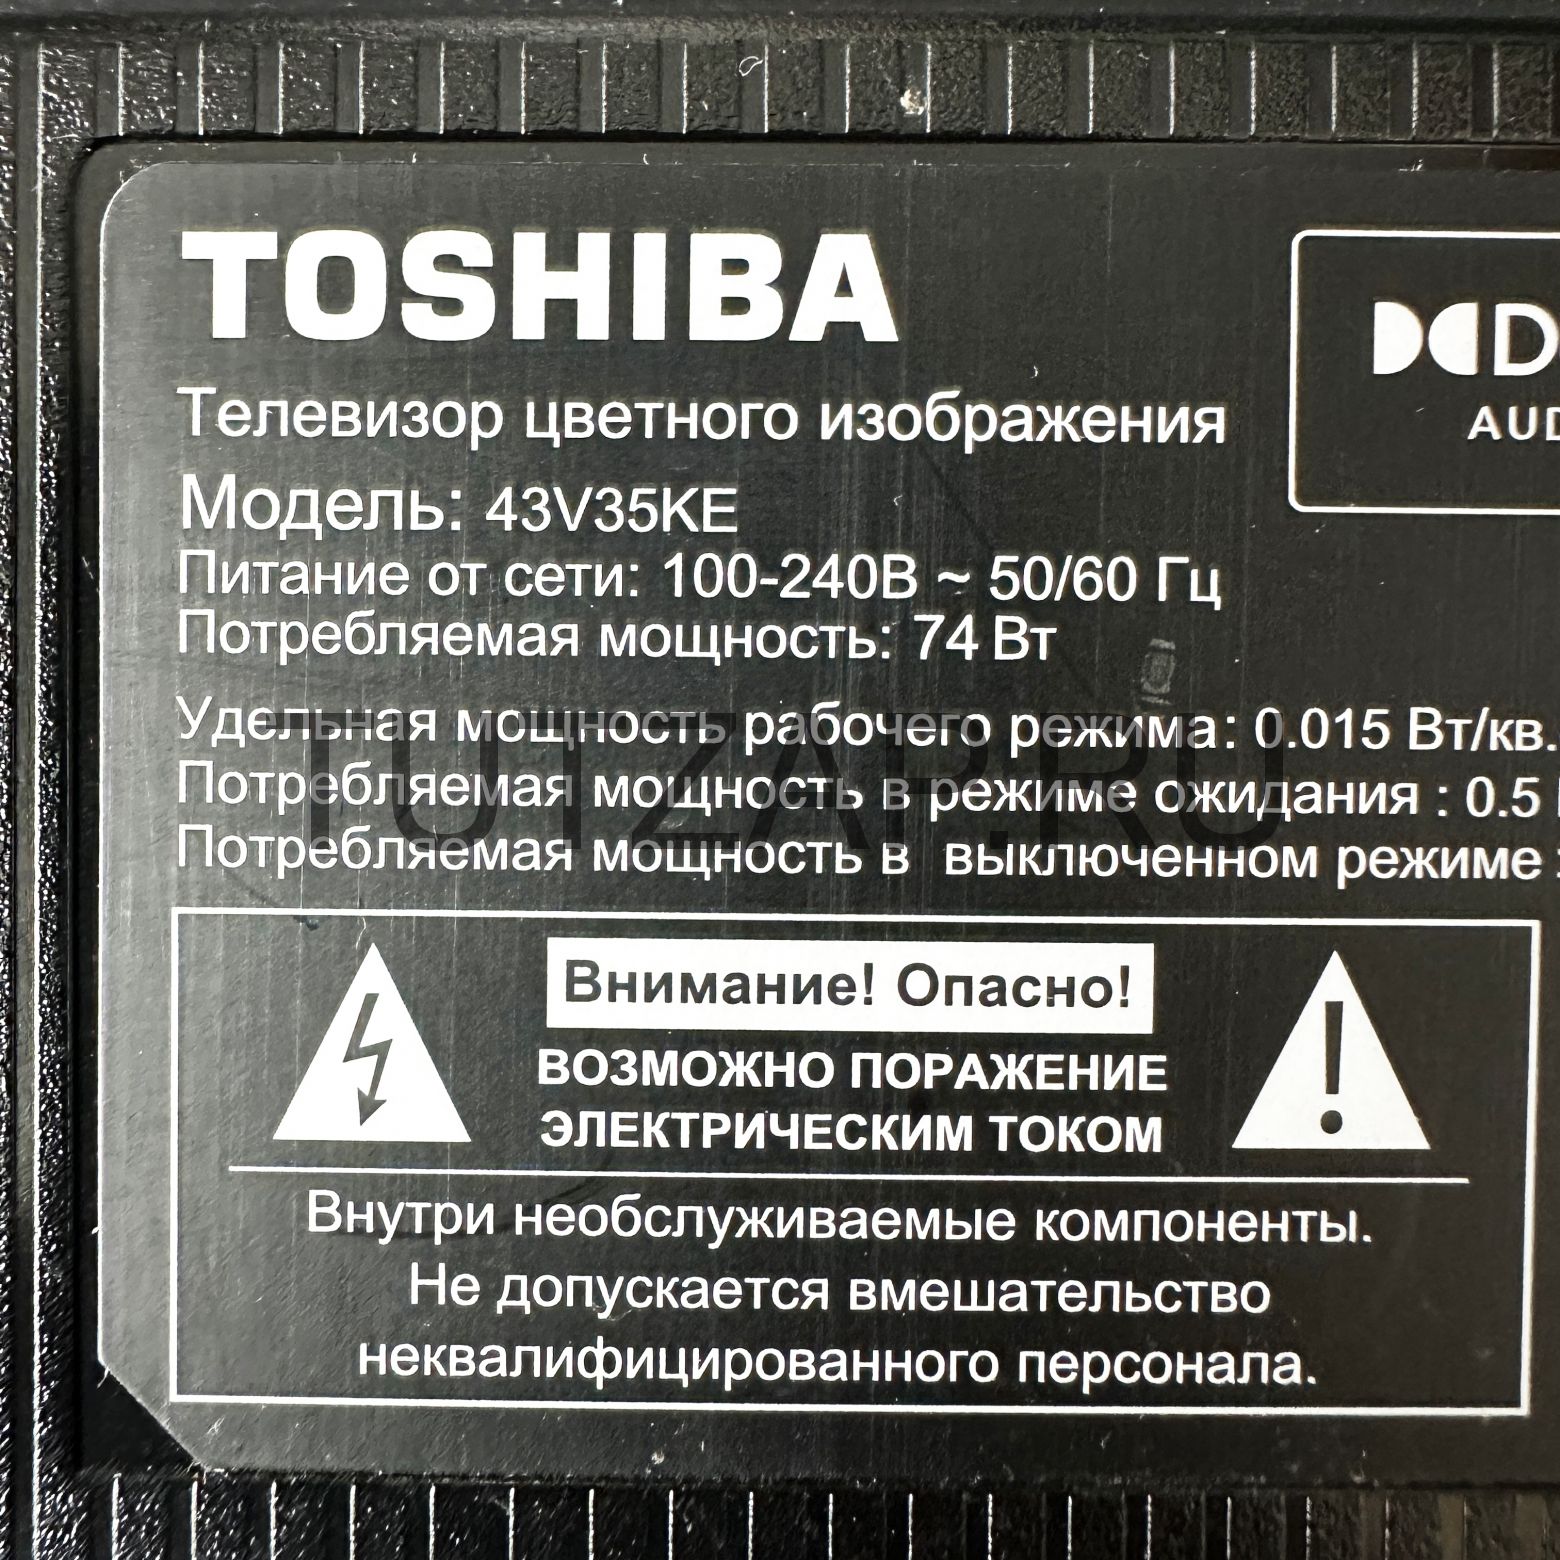 TOSHIBA
Телевизор цветного изображения
Модель: 43V35KE
Питание от сети: 100-240В ~ 50/60 Гц
Потребляемая мощность: 74 Вт
Удельная мощность рабочего режима: 0.015 Вт/кв.
Потребляемая мощность в режиме ожидания : 0.5
Потребляемая мощность в выключенном режиме :
TUTZAP.RU
Внимание! Опасно!
ВОЗМОЖНО ПОРАЖЕНИЕ
ЭЛЕКТРИЧЕСКИМ ТОКОМ
Внутри необслуживаемые компоненты.
Не допускается вмешательство
неквалифицированного персонала.